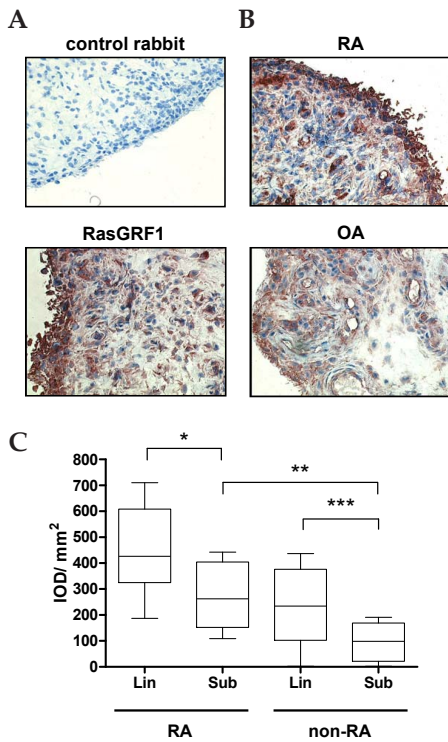 A
control rabbit
RasGRF1
B
RA
OA
C
IOD/ mm2
800
700
600
500
400
300
200
100
0
*
**
***
Lin Sub Lin Sub
RA non-RA